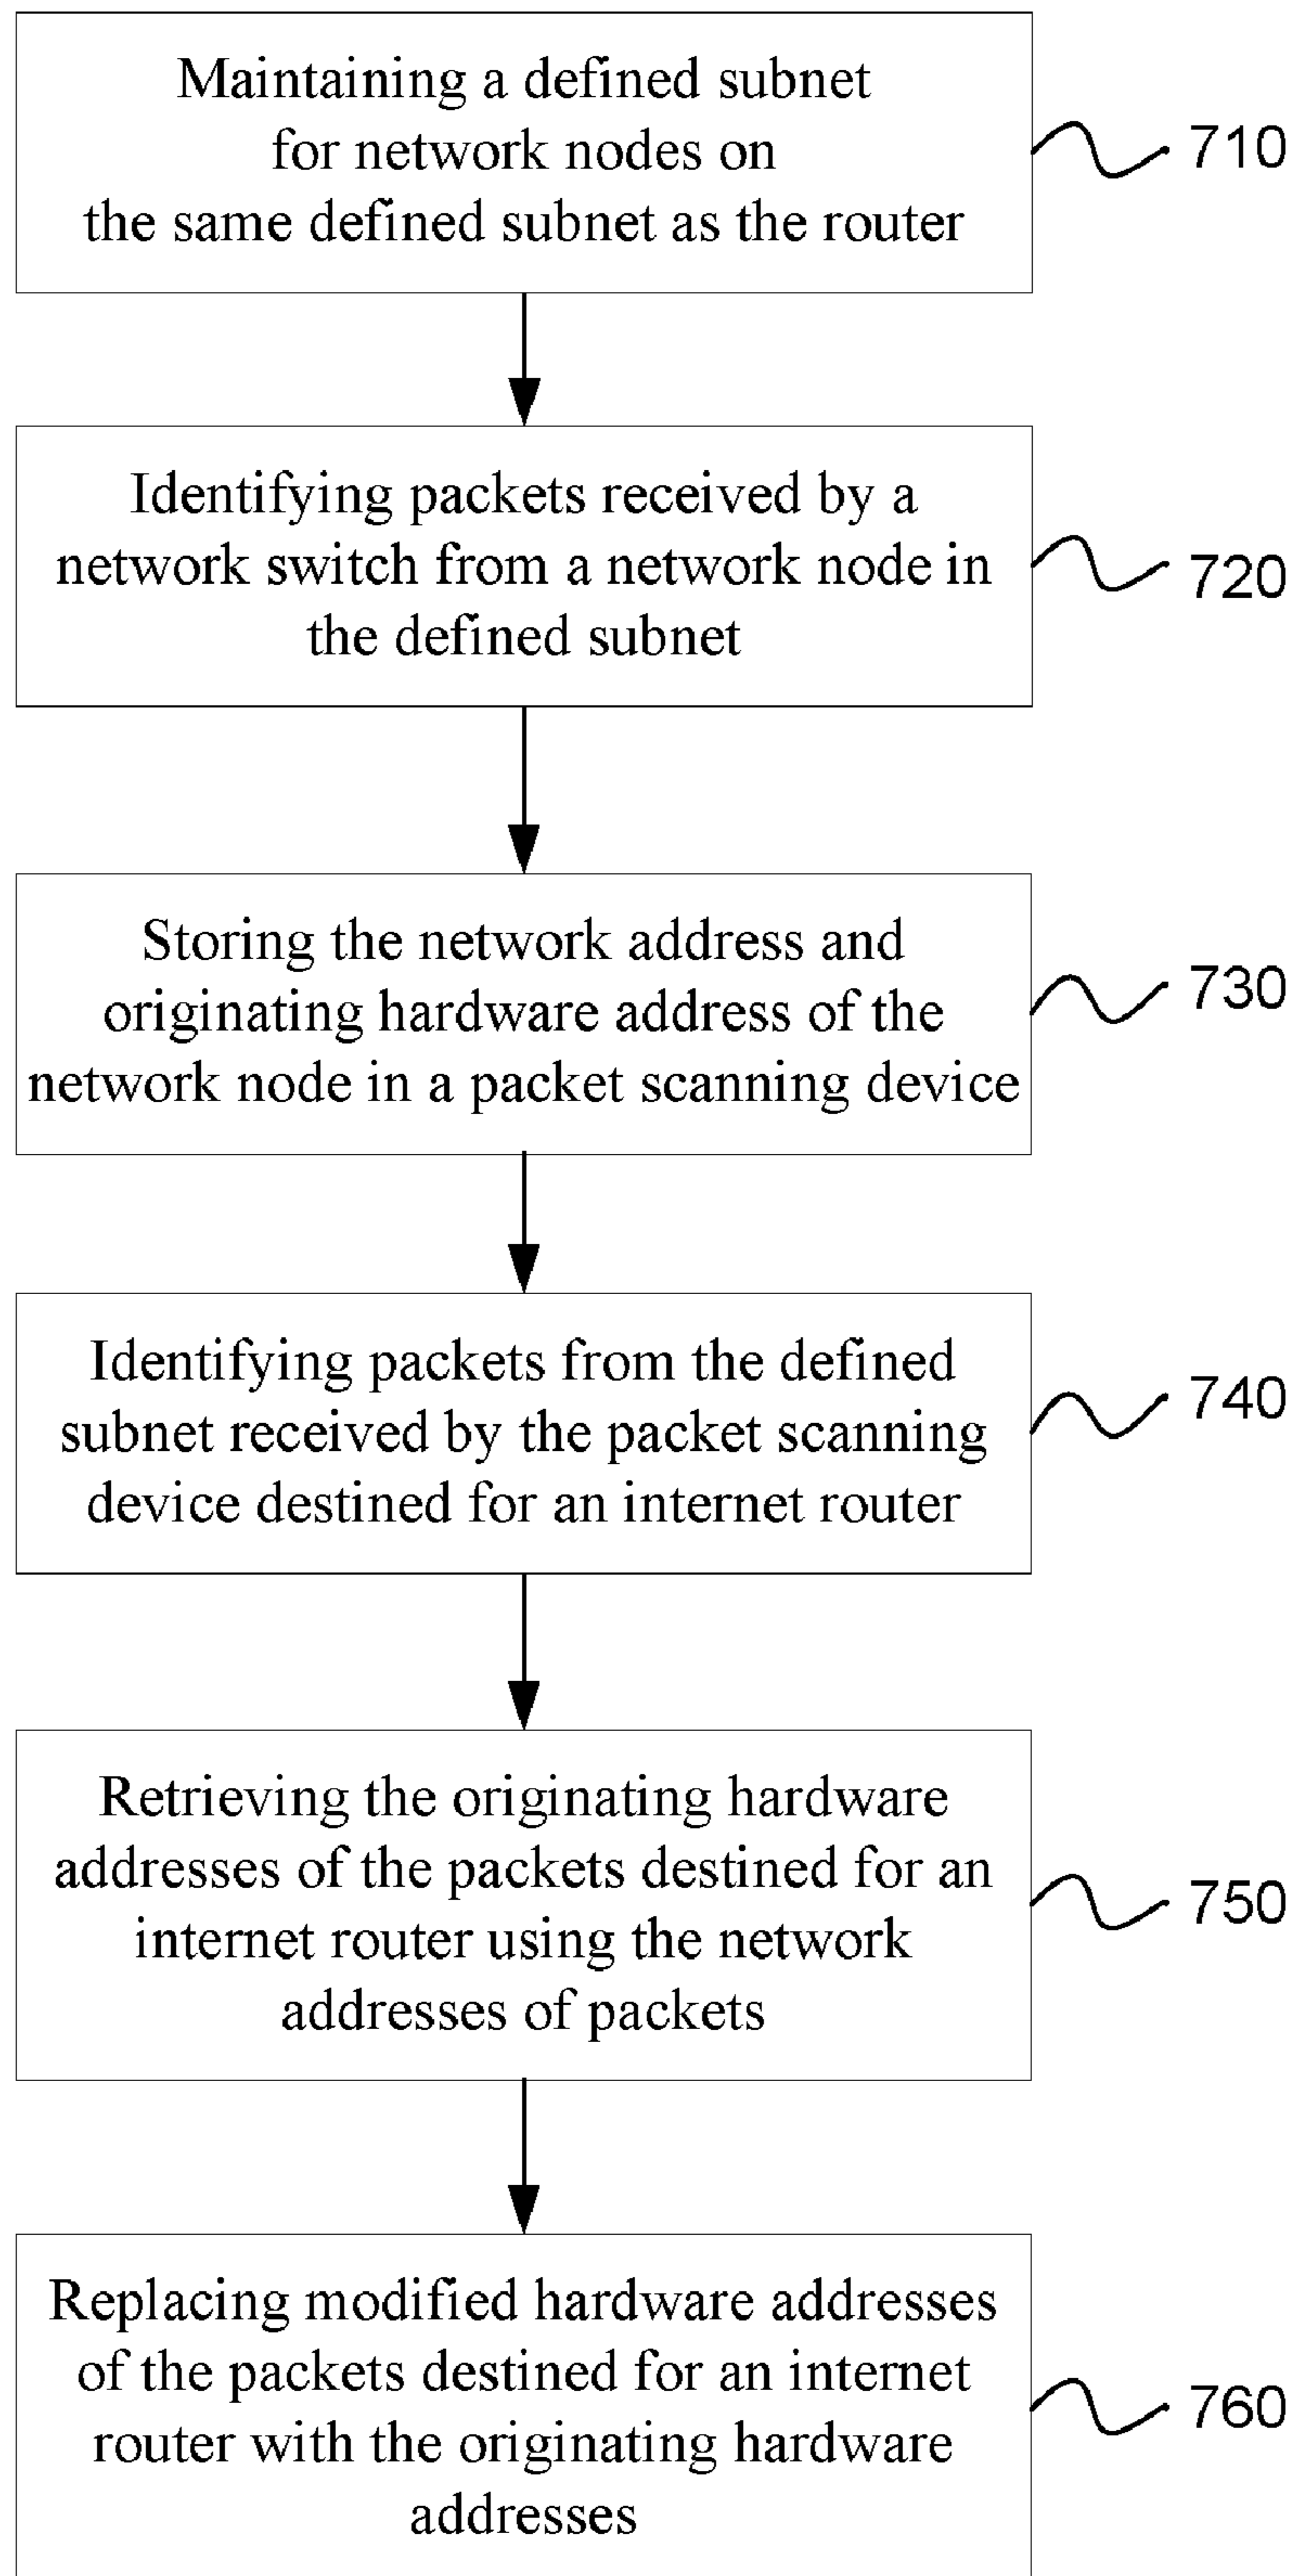 Maintaining a defined subnet
for network nodes on
the same defined subnet as the router
710
Identifying packets received by a
network switch from a network node in
the defined subnet
720
Storing the network address and
originating hardware address of the
network node in a packet scanning device
730
Identifying packets from the defined
subnet received by the packet scanning
device destined for an internet router
740
Retrieving the originating hardware
addresses of the packets destined for an
internet router using the network
addresses of packets
750
Replacing modified hardware addresses
of the packets destined for an internet
router with the originating hardware
addresses
760